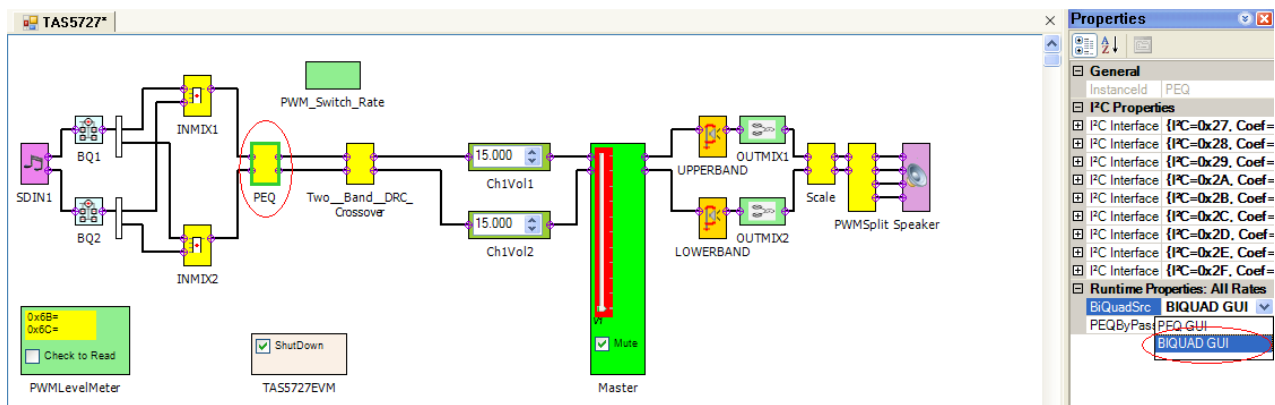 TAS5727*
PWM_Switch_Rate
INMIX1
BQ1
SDIN1
BQ2
INMIX2
PEQ
Two__Band__DRC_
Crossover
15.000
Ch1Vol1
15.000
Ch1Vol2
Mute
Master
UPPERBAND
OUTMIX1
LOWERBAND
OUTMIX2
Scale
PWMSplit
Speaker
0x6B=
0x6C=
Check to Read
PWMLevelMeter
ShutDown
TAS5727EVM
Properties
General
InstanceId PEQ
I²C Properties
I²C Interface {I²C=0x27, Coef=
I²C Interface {I²C=0x28, Coef=
I²C Interface {I²C=0x29, Coef=
I²C Interface {I²C=0x2A, Coef=
I²C Interface {I²C=0x2B, Coef=
I²C Interface {I²C=0x2C, Coef=
I²C Interface {I²C=0x2D, Coef=
I²C Interface {I²C=0x2E, Coef=
I²C Interface {I²C=0x2F, Coef=
Runtime Properties: All Rates
BiQuadSrc BIQUAD GUI
PEQByPass
PEQ GUI
BIQUAD GUI